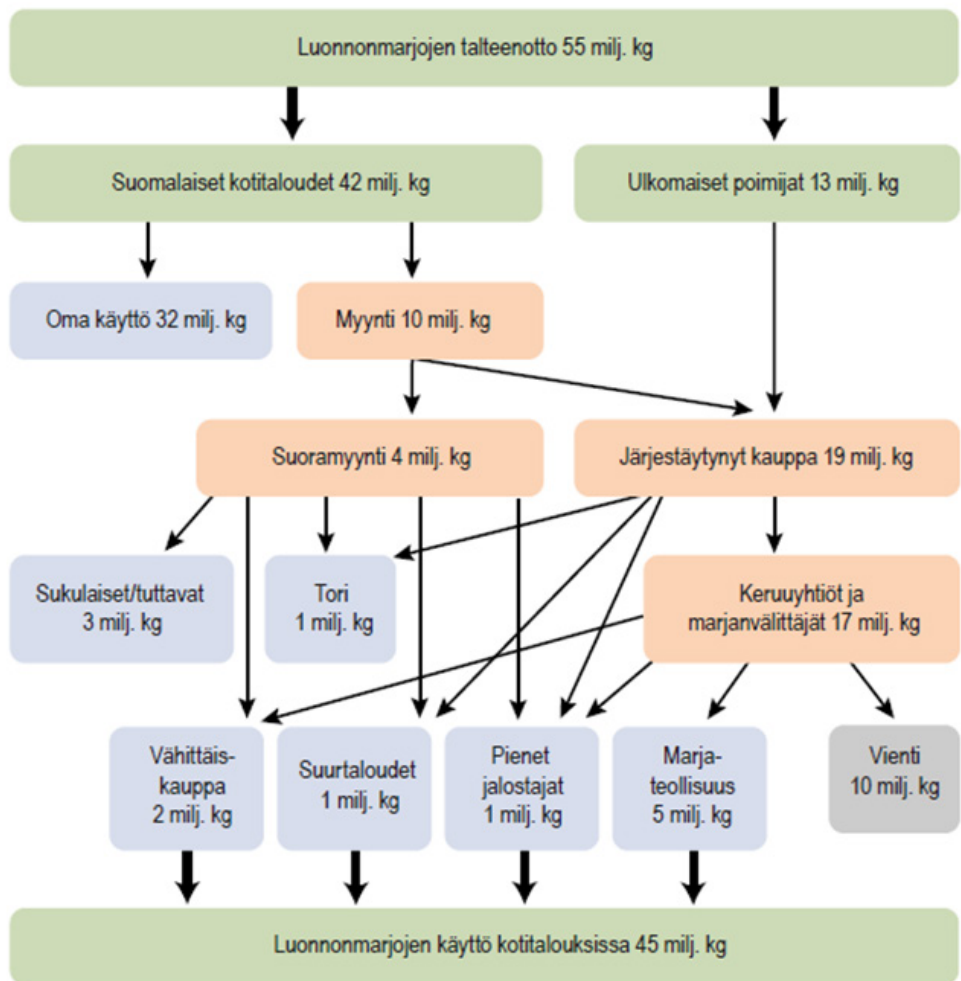 Luonnonmarjojen talteenotto 55 milj. kg
Suomalaiset kotitaloudet 42 milj. kg
Ulkomaiset poimijat 13 milj. kg
Oma käyttö 32 milj. kg
Myynti 10 milj. kg
Suoramyynti 4 milj. kg
Järjestäytynyt kauppa 19 milj. kg
Sukulaiset/tuttavat
3 milj. kg
Tori
1 milj. kg
Keruuyhtiöt ja
marjanvälittäjät 17 milj. kg
Vähittäis-
kauppa
2 milj. kg
Suurtaloudet
1 milj. kg
Pienet
jalostajat
1 milj. kg
Marja-
teollisuus
5 milj. kg
Vienti
10 milj. kg
Luonnonmarjojen käyttö kotitalouksissa 45 milj. kg